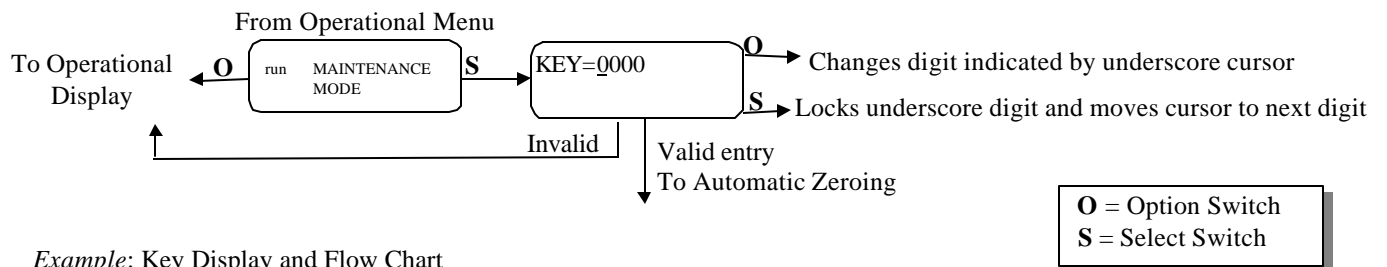 From Operational Menu
To Operational
Display
O
run MAINTENANCE
MODE
S
KEY=0000
O
Changes digit indicated by underscore cursor
S
Locks underscore digit and moves cursor to next digit
Invalid
Valid entry
To Automatic Zeroing
O = Option Switch
S = Select Switch
Example: Key Display and Flow Chart